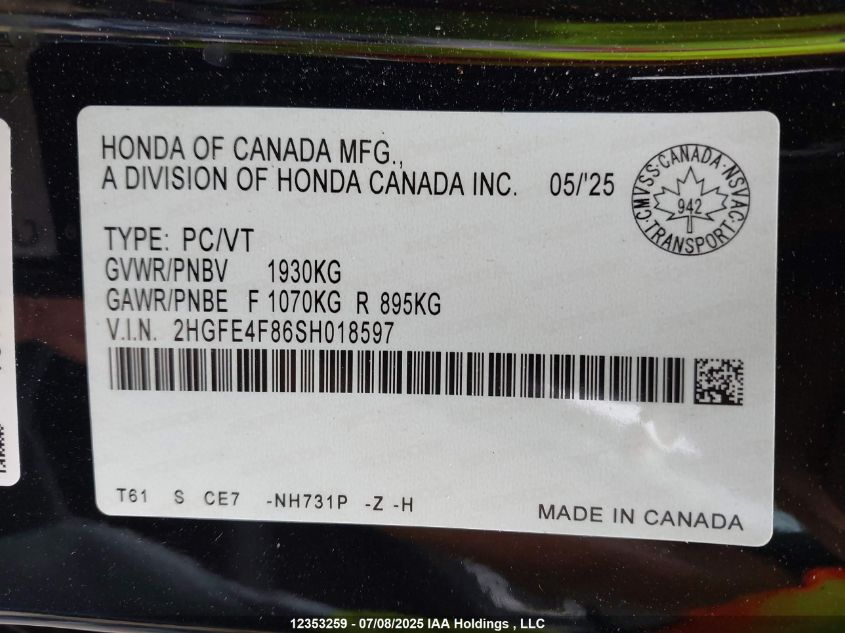 HONDA OF CANADA MFG.,
A DIVISION OF HONDA CANADA INC. 05/'25
CMVSS·CANADA·NSVAC·TRANSPORT·
942
TYPE: PC/VT
GVWR/PNBV 1930KG
GAWR/PNBE F 1070KG R 895KG
V.I.N. 2HGFE4F86SH018597
T61 S CE7 -NH731P -Z -H
MADE IN CANADA
12353259 - 07/08/2025 IAA Holdings , LLC